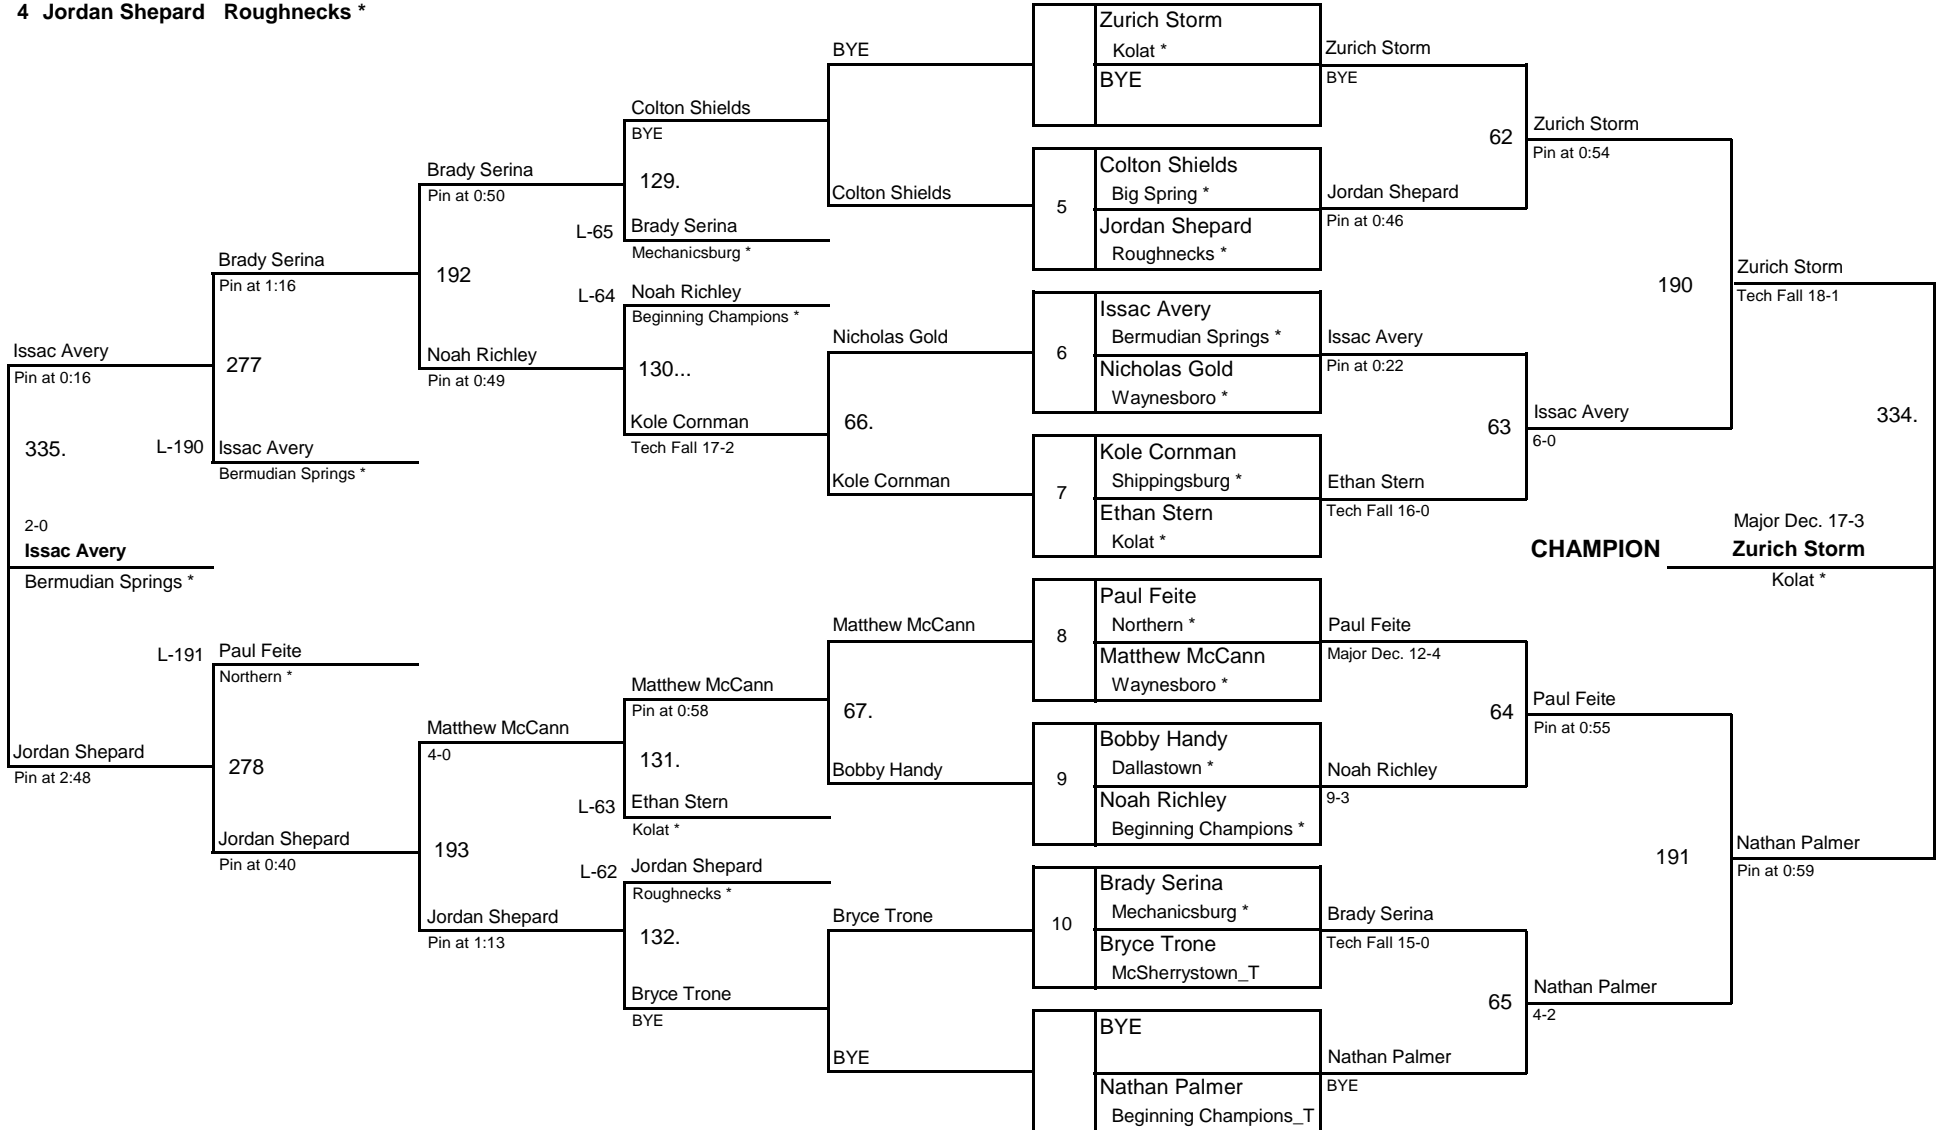 4 Jordan Shepard Roughnecks *
Zurich Storm
Kolat *
BYE
Colton Shields
Big Spring *
5
Jordan Shepard
Roughnecks *
Issac Avery
Bermudian Springs *
6
Nicholas Gold
Waynesboro *
Kole Cornman
Shippingsburg *
7
Ethan Stern
Kolat *
Paul Feite
Northern *
8
Matthew McCann
Waynesboro *
Bobby Handy
Dallastown *
9
Noah Richley
Beginning Champions *
Brady Serina
Mechanicsburg *
10
Bryce Trone
McSherrystown_T
BYE
Nathan Palmer
Beginning Champions_T
Zurich Storm
BYE
62
Jordan Shepard
Pin at 0:46
Issac Avery
Pin at 0:22
63
Ethan Stern
Tech Fall 16-0
Paul Feite
Major Dec. 12-4
64
Noah Richley
9-3
Brady Serina
Tech Fall 15-0
65
Nathan Palmer
BYE
Zurich Storm
Pin at 0:54
190
Issac Avery
6-0
Paul Feite
Pin at 0:55
191
Nathan Palmer
4-2
Zurich Storm
Tech Fall 18-1
334.
Major Dec. 17-3
CHAMPION Zurich Storm
Kolat *
Nathan Palmer
Pin at 0:59
BYE
Colton Shields
Nicholas Gold
66.
Kole Cornman
Matthew McCann
67.
Bobby Handy
Bryce Trone
BYE
Colton Shields
BYE
129.
L-65 Brady Serina
Mechanicsburg *
L-64 Noah Richley
Beginning Champions *
130...
Kole Cornman
Tech Fall 17-2
Matthew McCann
Pin at 0:58
131.
L-63 Ethan Stern
Kolat *
L-62 Jordan Shepard
Roughnecks *
132.
Bryce Trone
BYE
Brady Serina
Pin at 0:50
192
Noah Richley
Pin at 0:49
Matthew McCann
4-0
193
Jordan Shepard
Pin at 1:13
Brady Serina
Pin at 1:16
277
L-190 Issac Avery
Bermudian Springs *
L-191 Paul Feite
Northern *
278
Jordan Shepard
Pin at 0:40
Issac Avery
Pin at 0:16
335.
2-0
Issac Avery
Bermudian Springs *
Jordan Shepard
Pin at 2:48